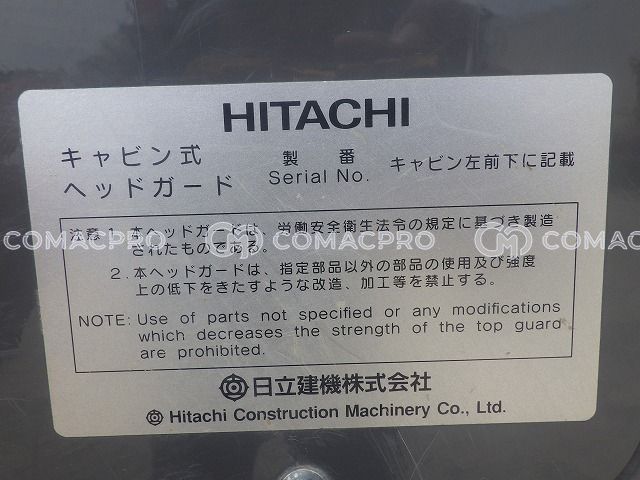 HITACHI
キャビン式
ヘッドガード
製番
Serial No.
キャビン左前下に記載
注意 1. 本ヘッドガードは、労働安全衛生法令の規定に基づき製造
されたものである。
2. 本ヘッドガードは、指定部品以外の部品の使用及び強度
上の低下をきたすような改造、加工等を禁止する。
NOTE: Use of parts not specified or any modifications
which decreases the strength of the top guard
are prohibited.
日立建機株式会社
Hitachi Construction Machinery Co., Ltd.
COMACPRO COMACPRO COMACPRO